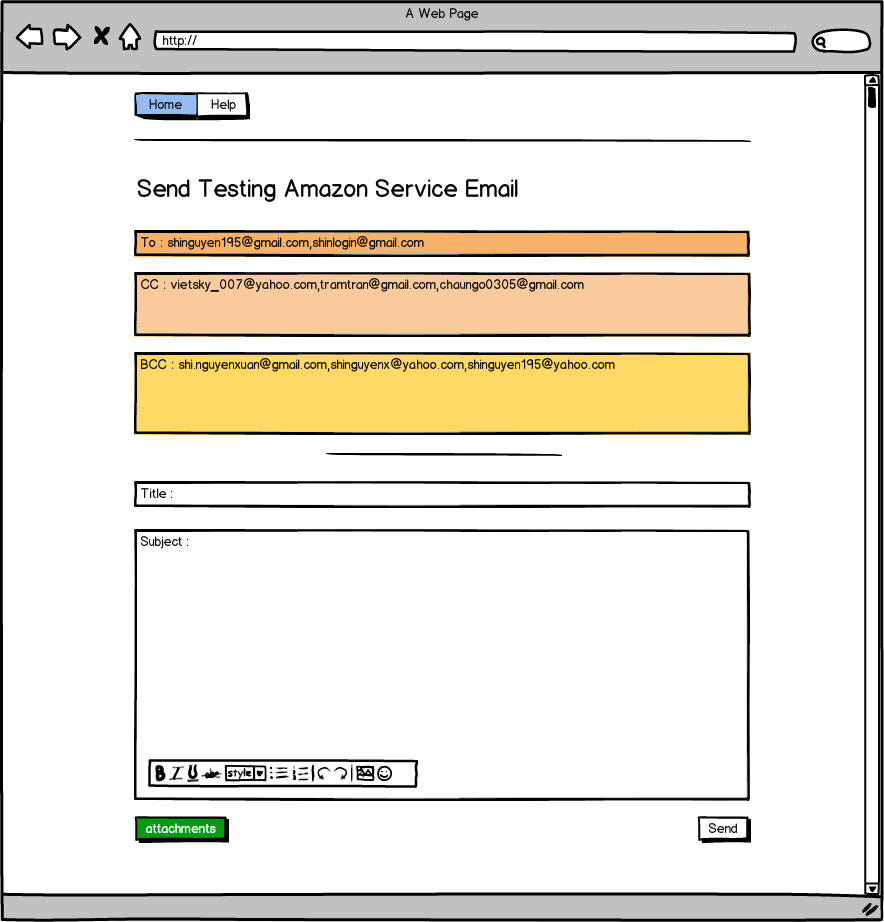 A Web Page
http://
Home Help
Send Testing Amazon Service Email
To : shinguyen195@gmail.com,shinlogin@gmail.com
CC : vietsky_007@yahoo.com,tramtran@gmail.com,chaungo0305@gmail.com
BCC : shi.nguyenxuan@gmail.com,shinguyenx@yahoo.com,shinguyen195@yahoo.com
Title :
Subject :
B I U abc style
attachments Send